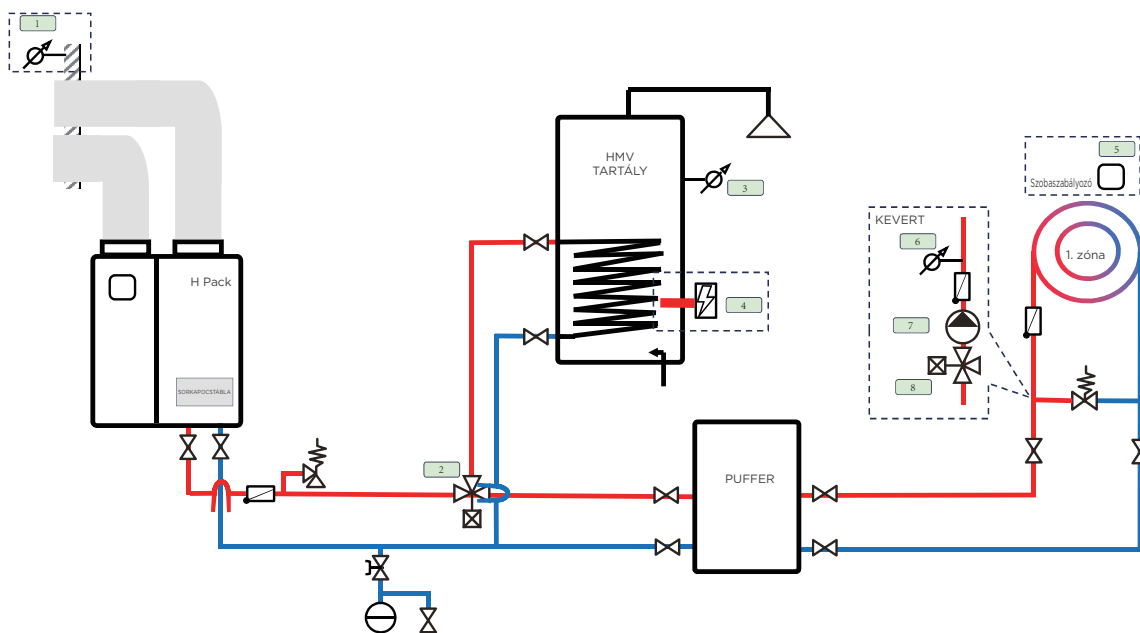 1
HMV
TARTÁLY
3
4
5
Szobaszabályozó
KEVERT
6
1. zóna
7
8
H Pack
SORKAPOCSTÁBLA
2
PUFFER